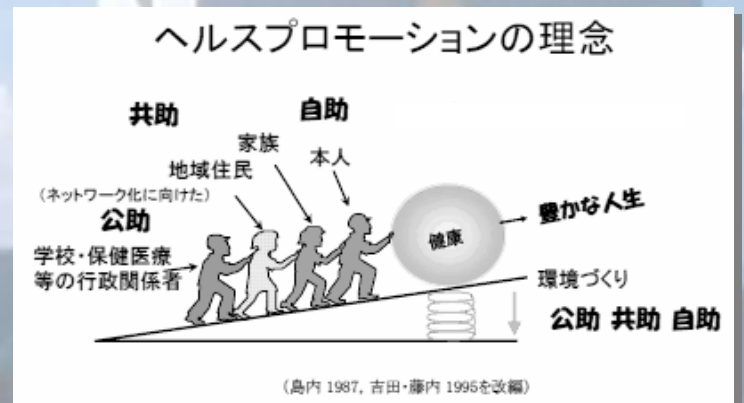 ヘルスプロモーションの理念
共助
自助
家族
本人
地域住民
(ネットワーク化に向けた)
公助
学校・保健医療
等の行政関係者
健康
豊かな人生
環境づくり
公助 共助 自助
(島内 1987, 吉田・藤内 1995を改編)